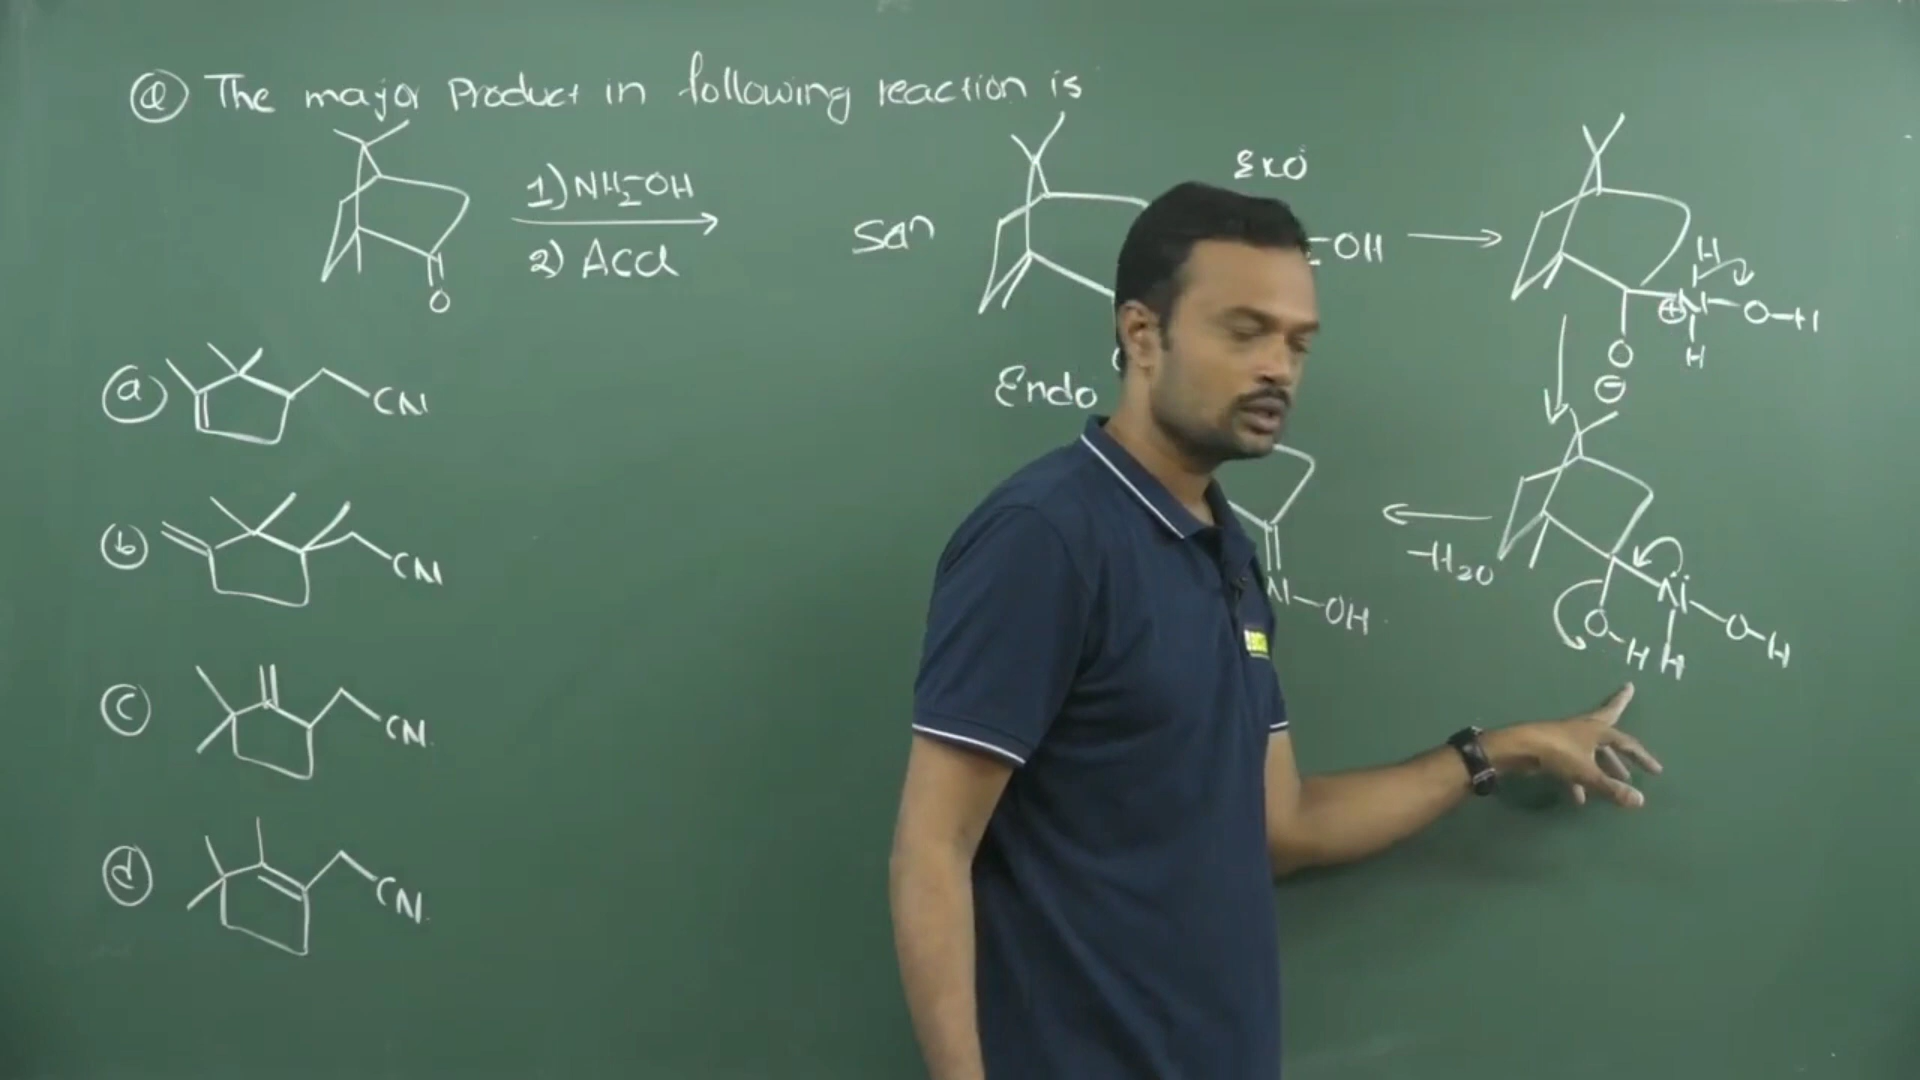 Q The major Product in following reaction is
1) NH2-OH
2) AcCl
O
a CN
b CN
c CN.
d CN.
Sol
Exo
-OH
Endo
H
⊕ N-O-H
H
O
⊖
-H2O
N-OH
N-O-H
O-H H